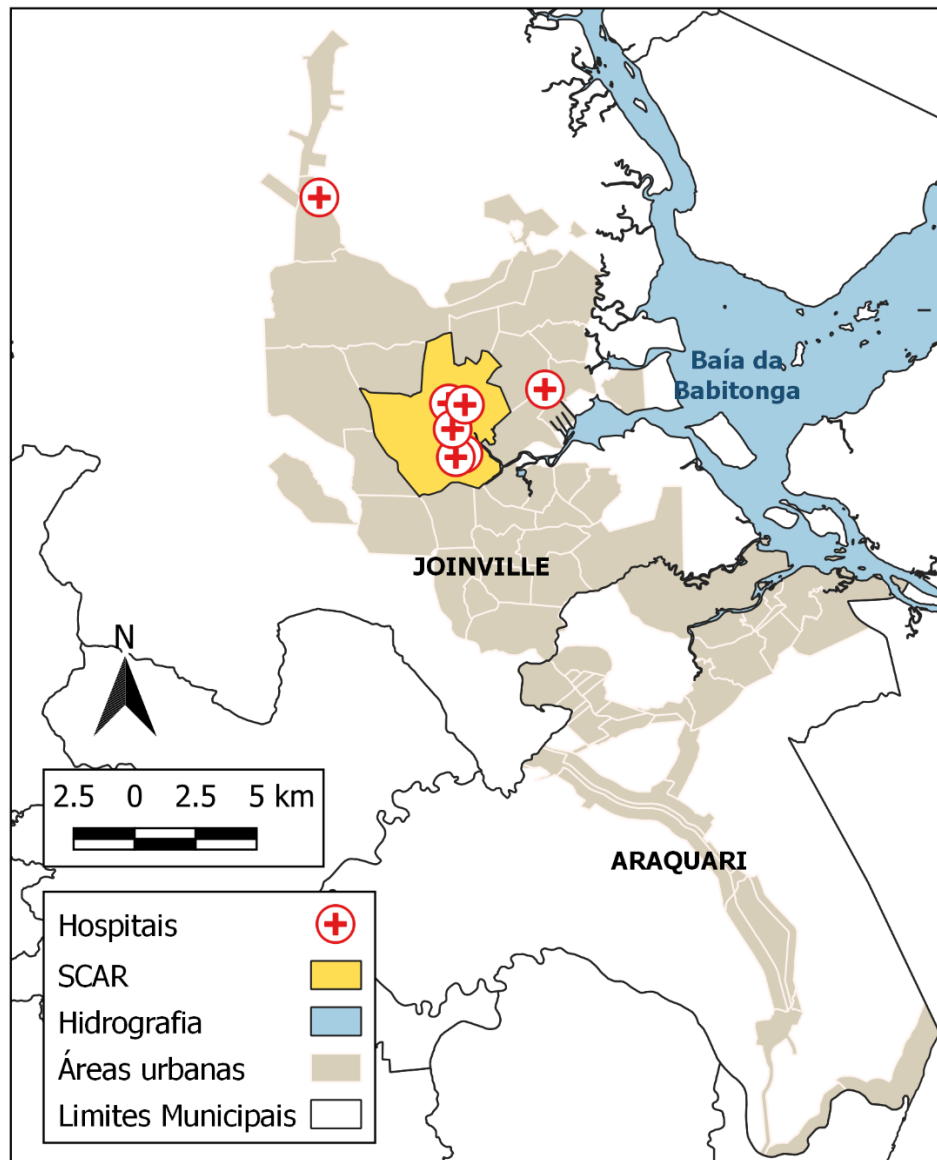 Baía da
Babitonga
JOINVILLE
N
2.5 0 2.5 5 km
ARAQUARI
Hospitais
SCAR
Hidrografia
Áreas urbanas
Limites Municipais